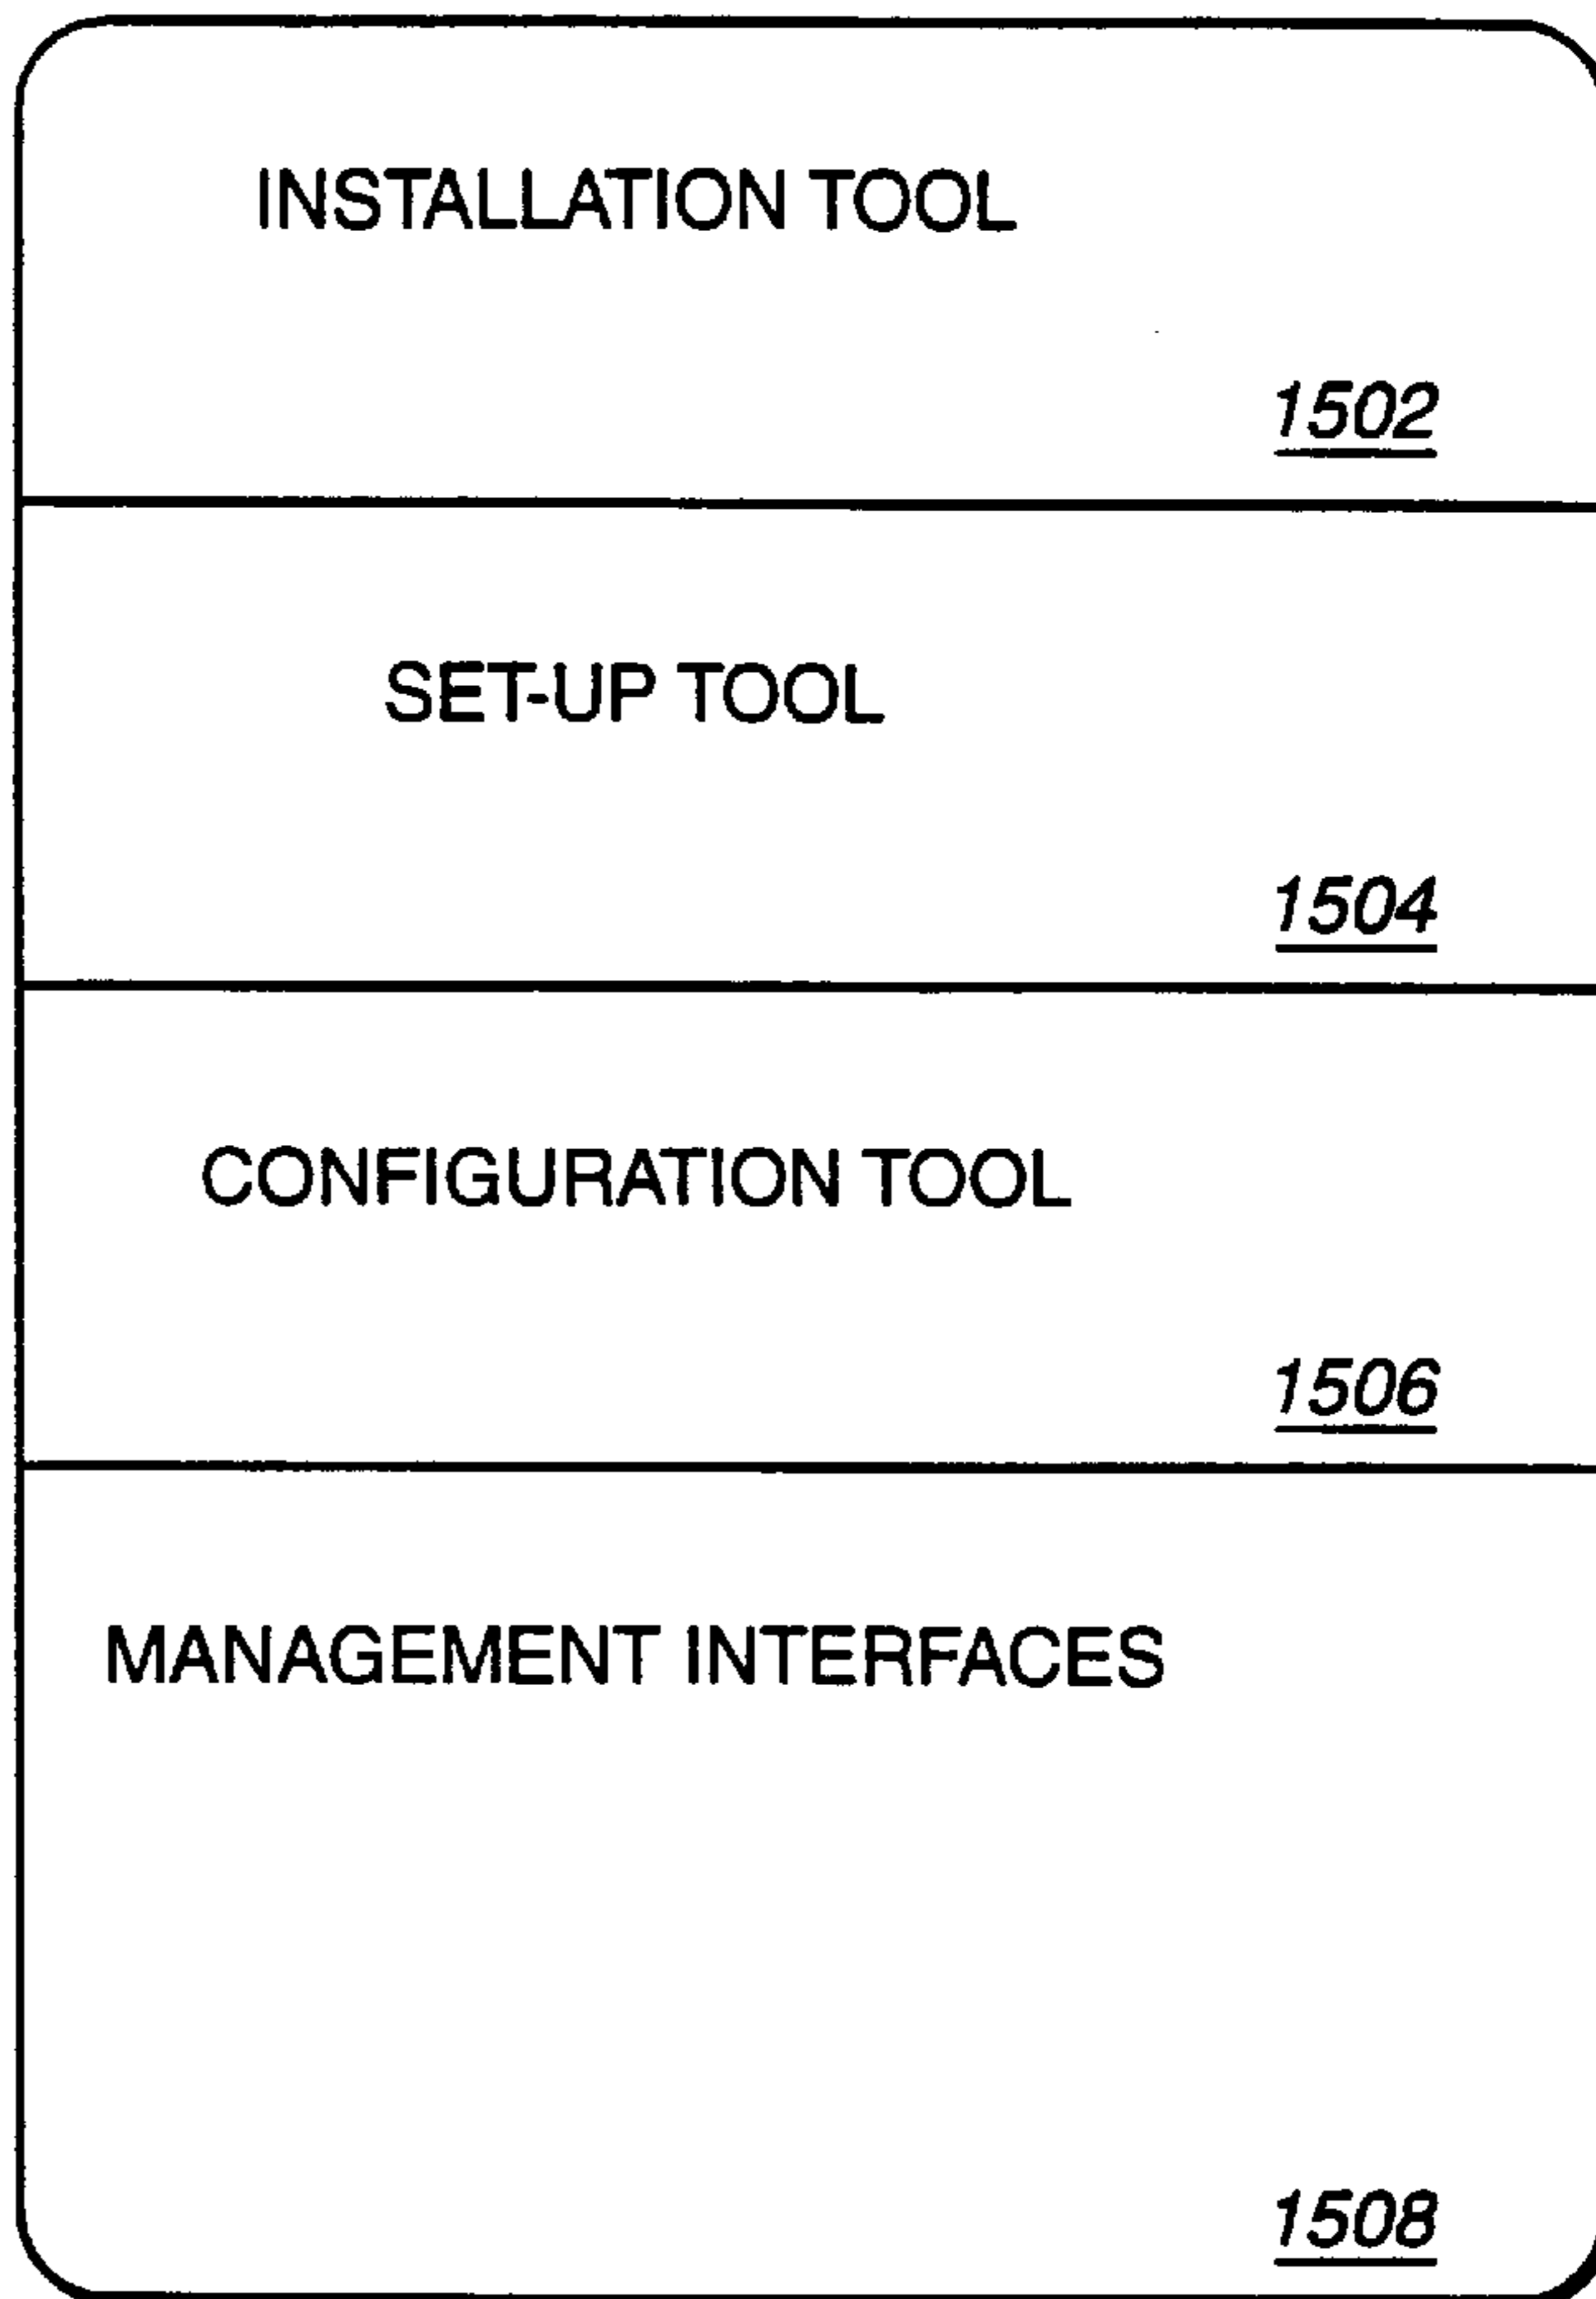 INSTALLATION TOOL
1502
SET-UP TOOL
1504
CONFIGURATION TOOL
1506
MANAGEMENT INTERFACES
1508